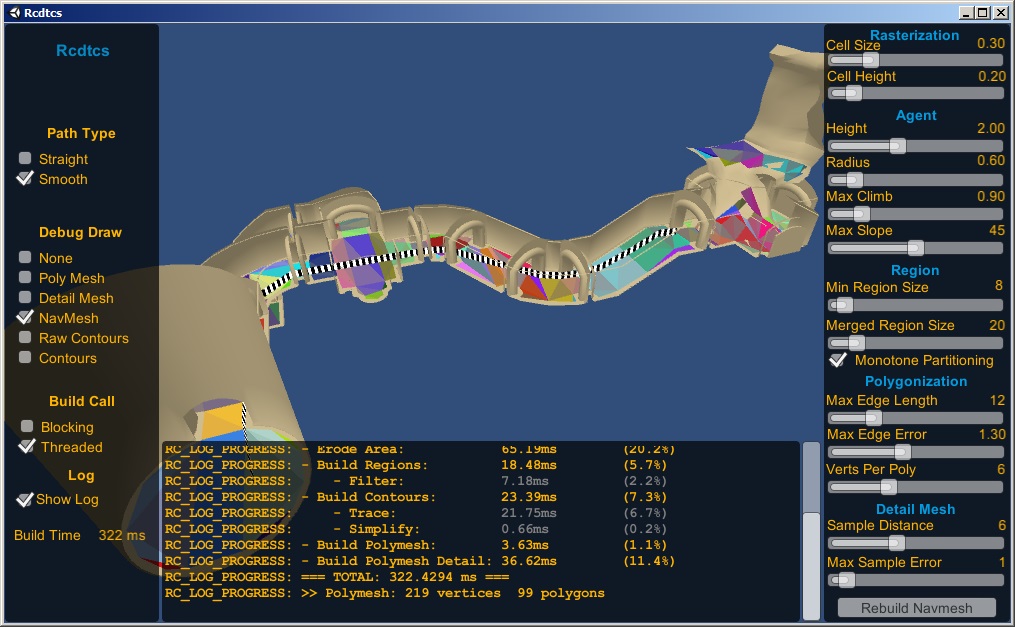 Rcdtcs
Rcdtcs
Path Type
Straight
Smooth
Debug Draw
None
Poly Mesh
Detail Mesh
NavMesh
Raw Contours
Contours
Build Call
Blocking
Threaded
Log
Show Log
Build Time 322 ms
RC_LOG_PROGRESS: - Erode Area: 65.19ms (20.2%)
RC_LOG_PROGRESS: - Build Regions: 18.48ms (5.7%)
RC_LOG_PROGRESS: - Filter: 7.18ms (2.2%)
RC_LOG_PROGRESS: - Build Contours: 23.39ms (7.3%)
RC_LOG_PROGRESS: - Trace: 21.75ms (6.7%)
RC_LOG_PROGRESS: - Simplify: 0.66ms (0.2%)
RC_LOG_PROGRESS: - Build Polymesh: 3.63ms (1.1%)
RC_LOG_PROGRESS: - Build Polymesh Detail: 36.62ms (11.4%)
RC_LOG_PROGRESS: === TOTAL: 322.4294 ms ===
RC_LOG_PROGRESS: >> Polymesh: 219 vertices 99 polygons
Rasterization
Cell Size 0.30
Cell Height 0.20
Agent
Height 2.00
Radius 0.60
Max Climb 0.90
Max Slope 45
Region
Min Region Size 8
Merged Region Size 20
Monotone Partitioning
Polygonization
Max Edge Length 12
Max Edge Error 1.30
Verts Per Poly 6
Detail Mesh
Sample Distance 6
Max Sample Error 1
Rebuild Navmesh